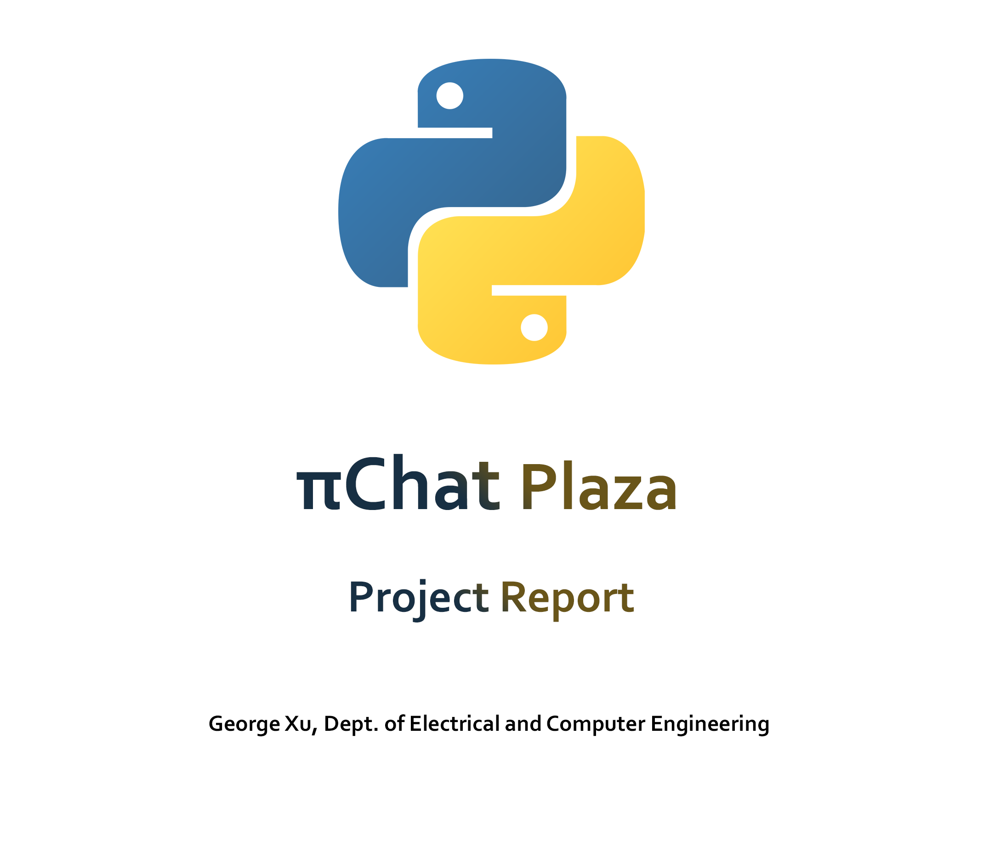 πChat Plaza
Project Report
George Xu, Dept. of Electrical and Computer Engineering